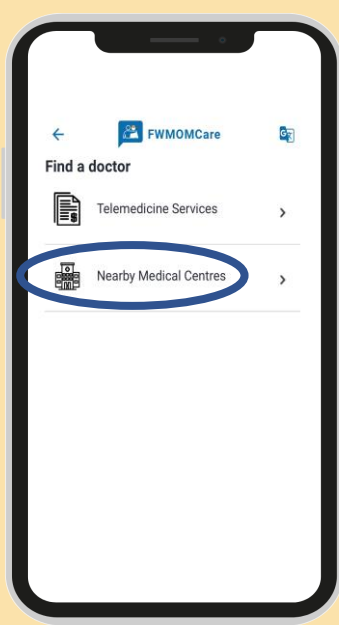 FWMOMCare
Find a doctor
Telemedicine Services
Nearby Medical Centres